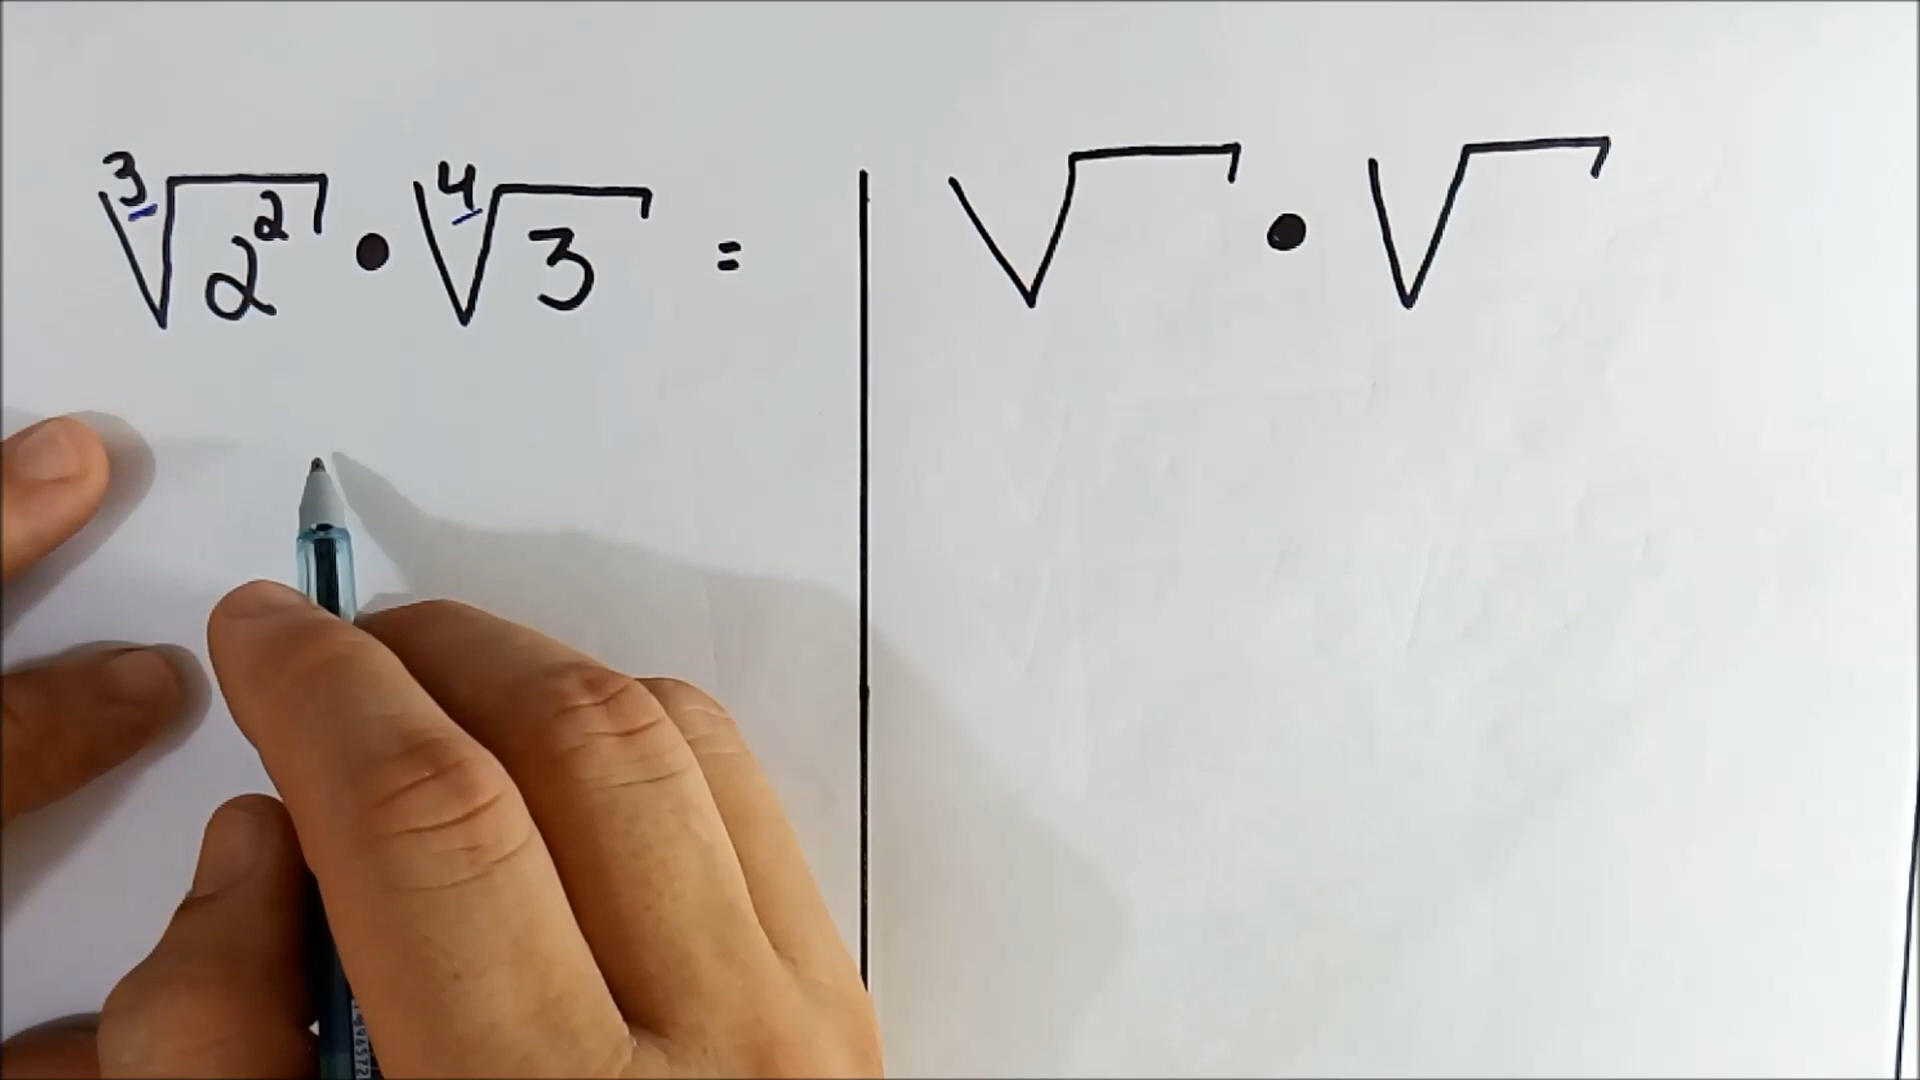 ∛2² • ∜3 =
√ • √